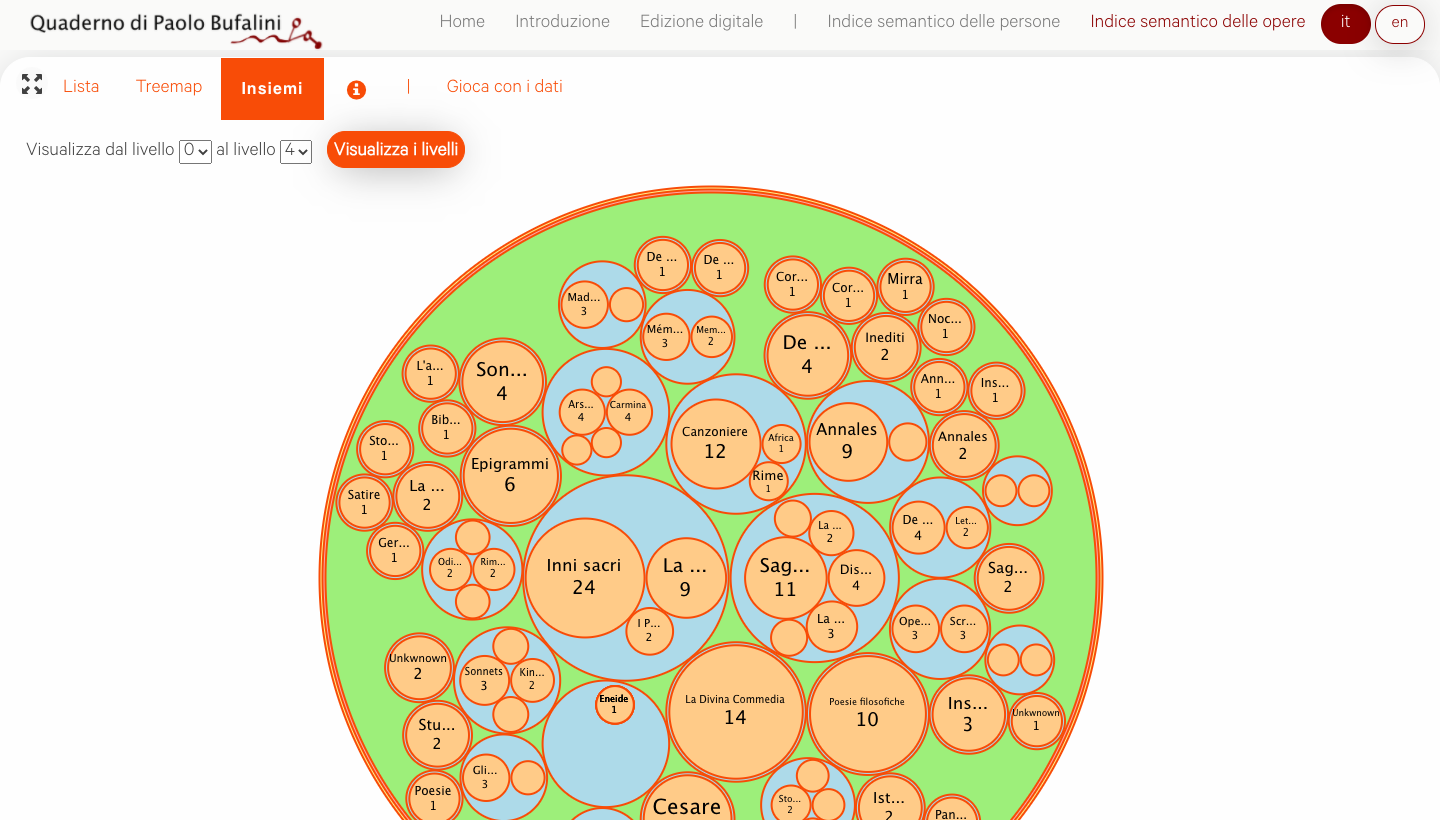 Quaderno di Paolo Bufalini
Home Introduzione Edizione digitale | Indice semantico delle persone Indice semantico delle opere it en
Lista Treemap Insiemi i | Gioca con i dati
Visualizza dal livello 0 al livello 4 Visualizza i livelli
De ...
1
De ...
1
Cor...
1
Cor...
1
Mirra
1
Mad...
3
Mém...
3
Mem...
2
De ...
4
Inediti
2
Noc...
1
L'a...
1
Son...
4
Ars...
4
Carmina
4
Ann...
1
Ins...
1
Sto...
1
Bib...
1
Canzoniere
12
Africa
1
Rime
1
Annales
9
Annales
2
Satire
1
La ...
2
Epigrammi
6
De ...
4
Let...
2
Ger...
1
Odi...
2
Rim...
2
Inni sacri
24
La ...
9
I P...
2
Sag...
11
La ...
2
Dis...
4
La ...
3
Sag...
2
Ope...
3
Scr...
3
Unkwnown
2
Sonnets
3
Kin...
2
Eneide
1
La Divina Commedia
14
Poesie filosofiche
10
Ins...
3
Unkwnown
1
Stu...
2
Gli...
3
Poesie
1
Cesare
Sto...
2
Ist...
2
Pan...